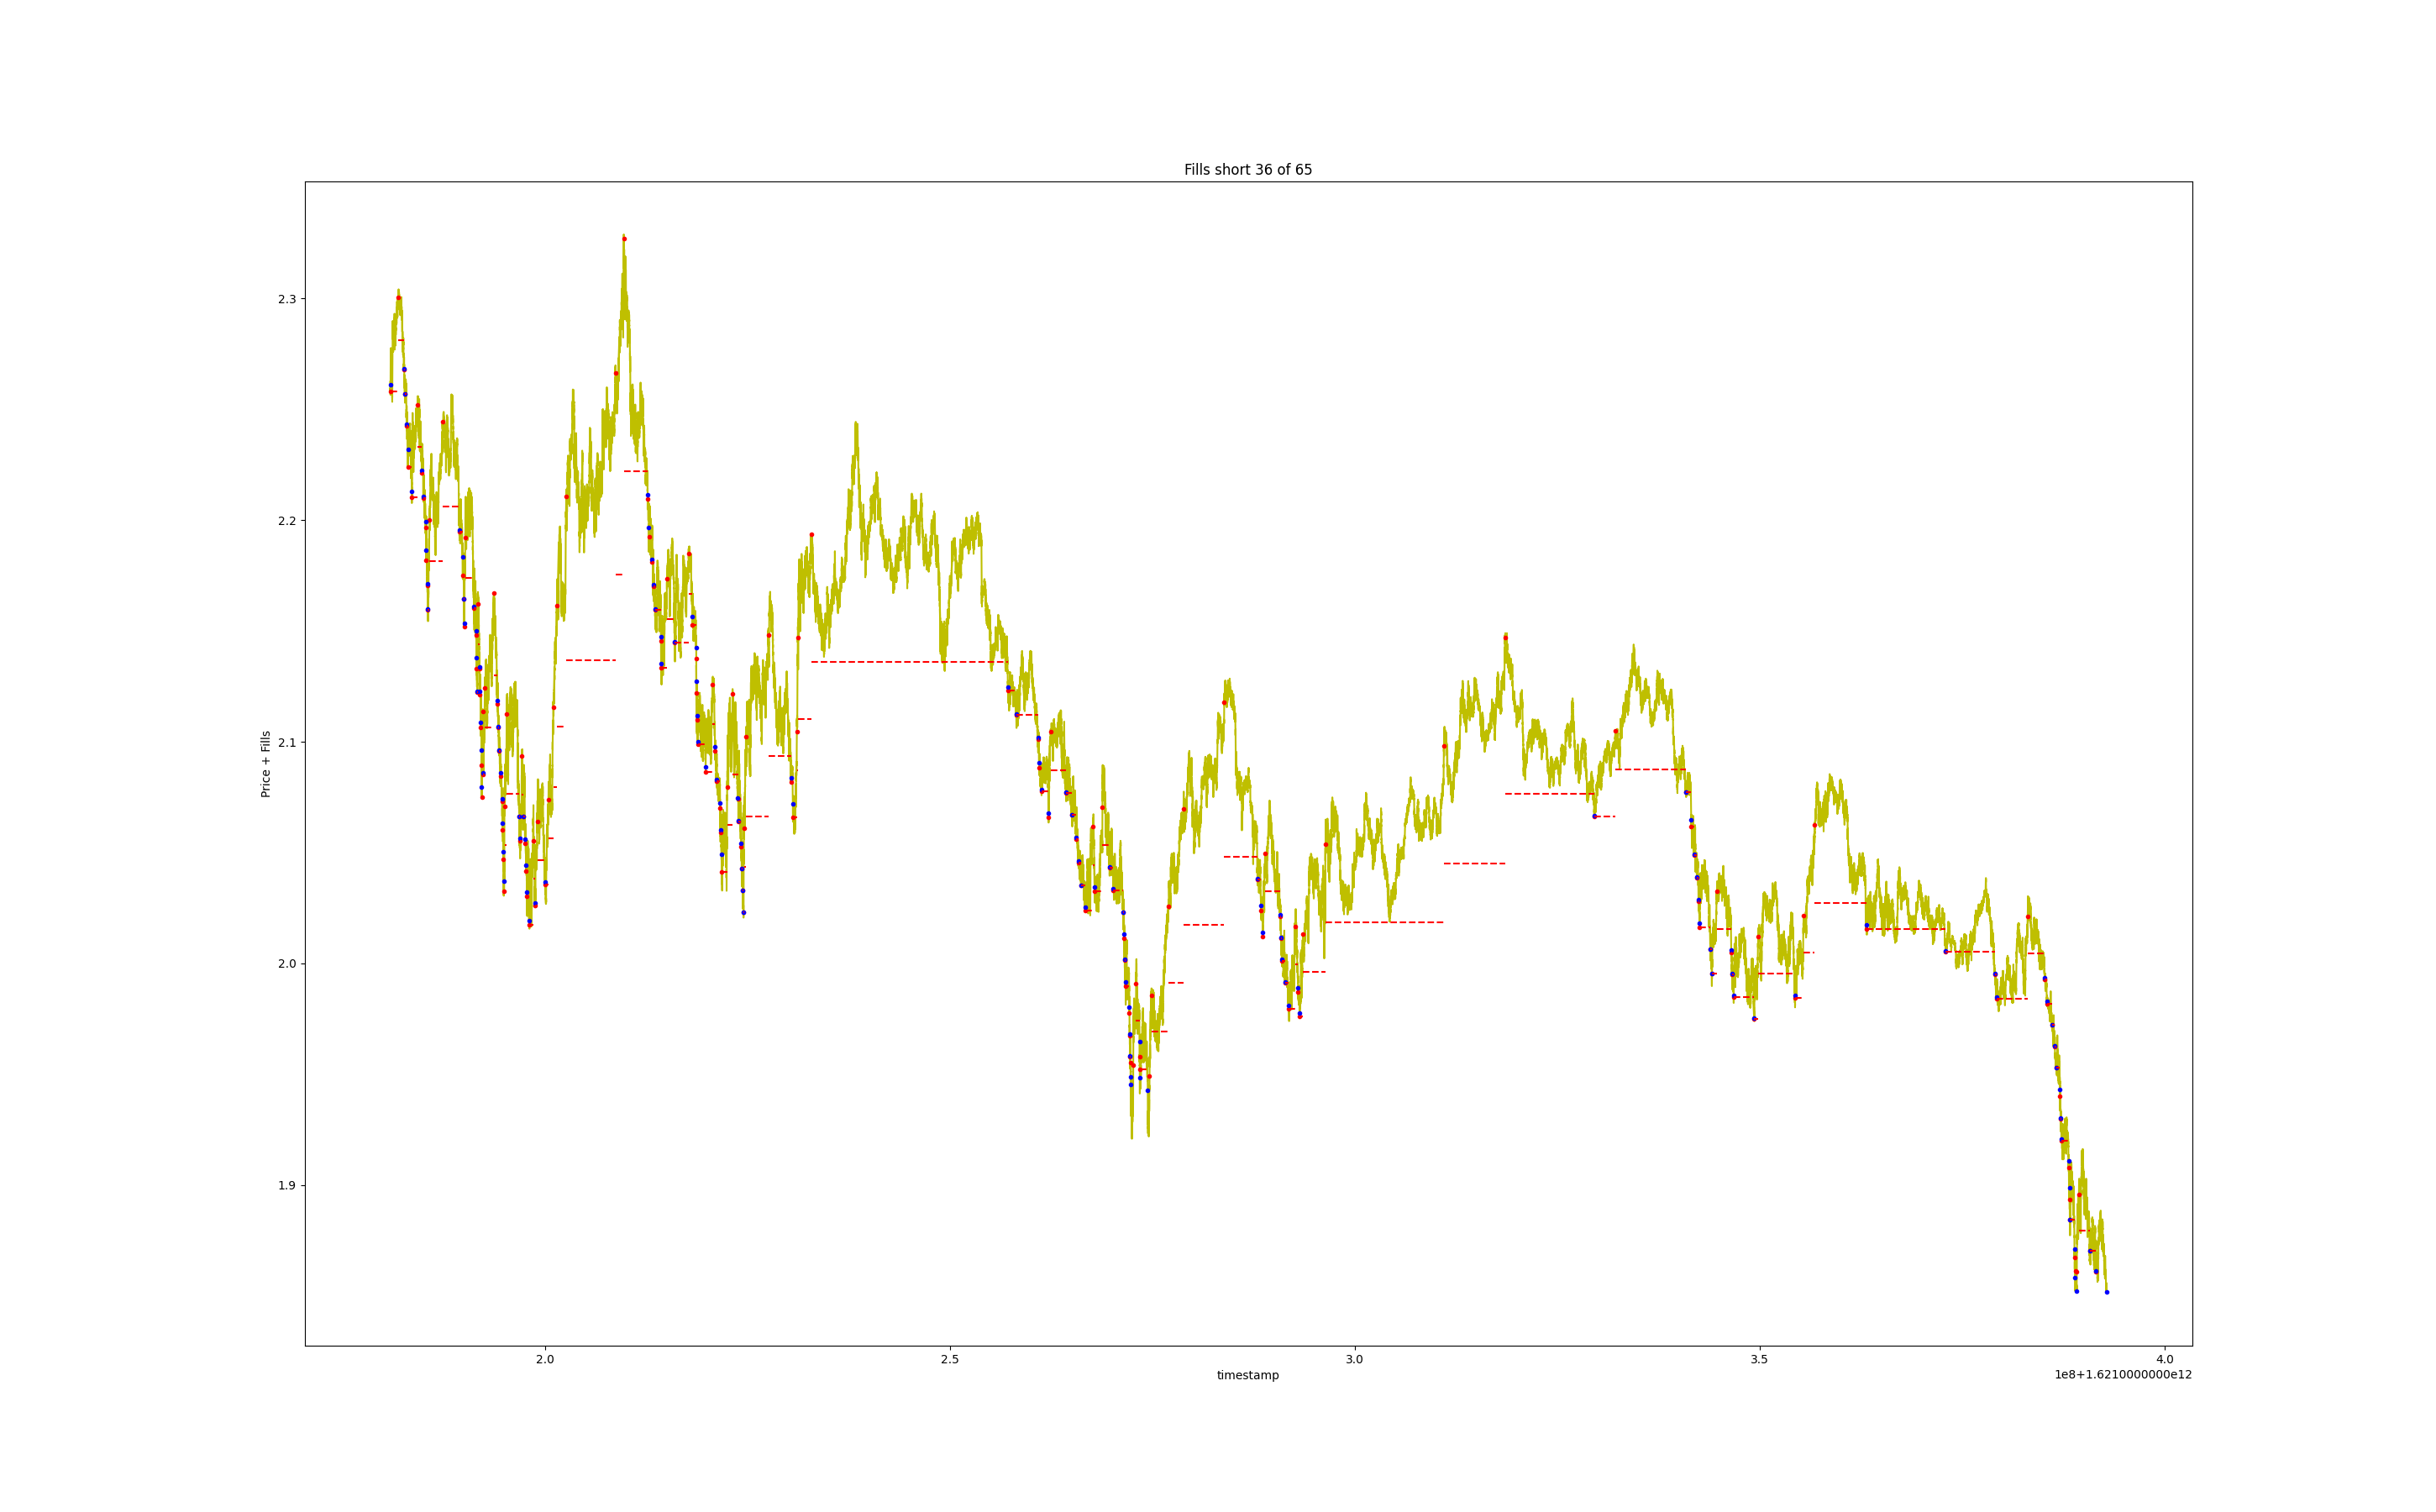 Fills short 36 of 65
Price + Fills
2.3
2.2
2.1
2.0
1.9
2.0 2.5 3.0 3.5 4.0
timestamp
1e8+1.6210000000e12